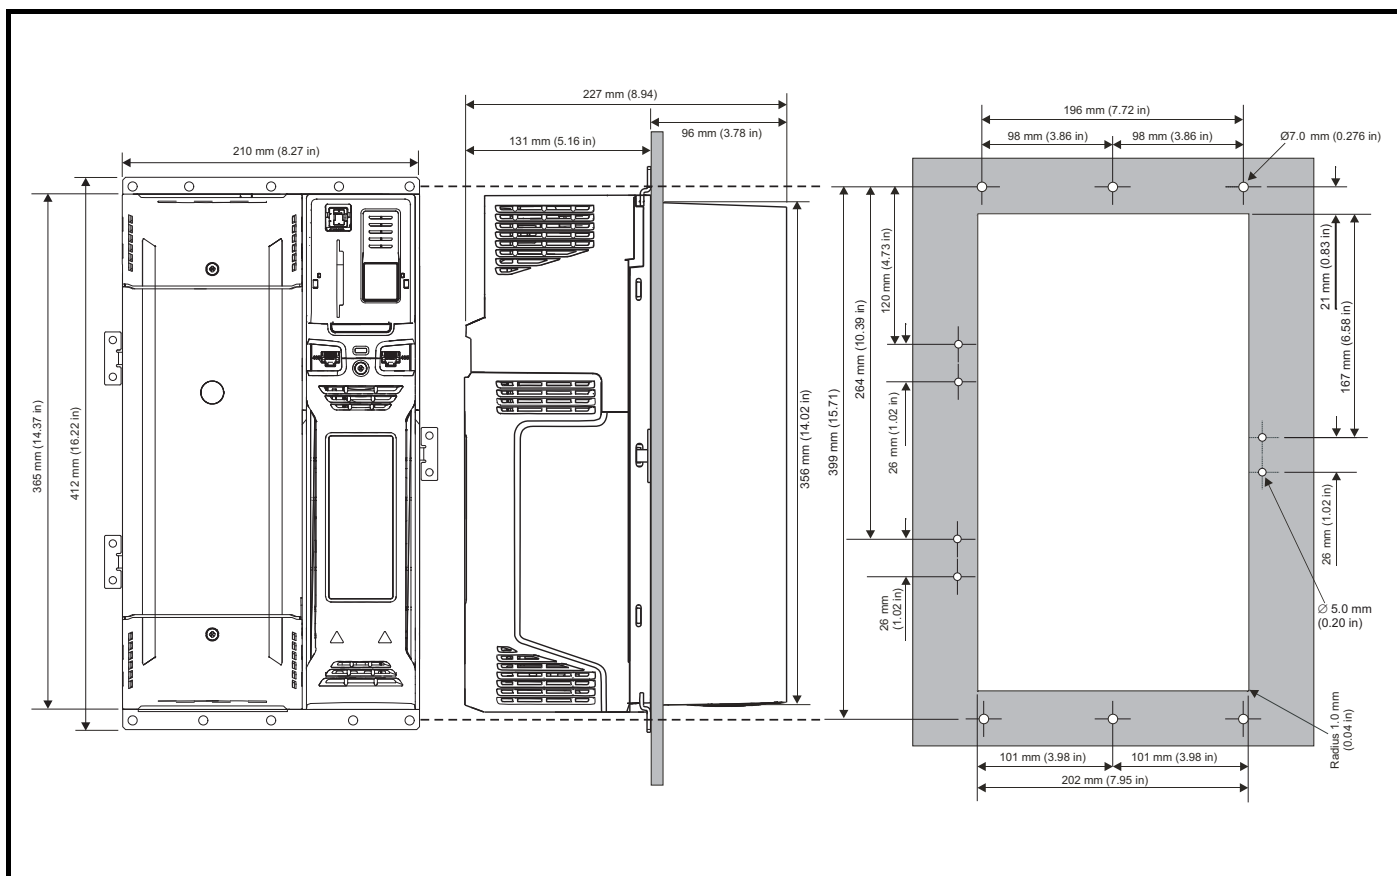 210 mm (8.27 in)
365 mm (14.37 in)
412 mm (16.22 in)
227 mm (8.94)
96 mm (3.78 in)
131 mm (5.16 in)
356 mm (14.02 in)
399 mm (15.71)
264 mm (10.39 in)
120 mm (4.73 in)
26 mm (1.02 in)
26 mm
(1.02 in)
196 mm (7.72 in)
98 mm (3.86 in)
98 mm (3.86 in)
Ø7.0 mm (0.276 in)
21 mm (0.83 in)
167 mm (6.58 in)
26 mm (1.02 in)
∅ 5.0 mm
(0.20 in)
Radius 1.0 mm
(0.04 in)
101 mm (3.98 in)
101 mm (3.98 in)
202 mm (7.95 in)